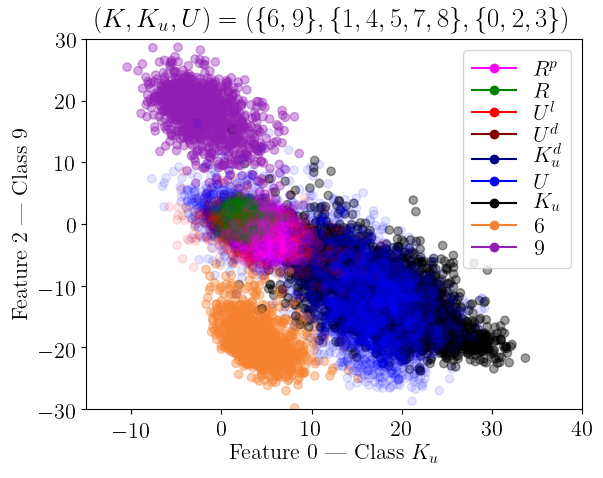 (K, K_u, U) = ({6, 9}, {1, 4, 5, 7, 8}, {0, 2, 3})
30
20
10
0
−10
−20
−30
Feature 2 — Class 9
R^p
R
U^l
U^d
K_u^d
U
K_u
6
9
−10 0 10 20 30 40
Feature 0 — Class K_u